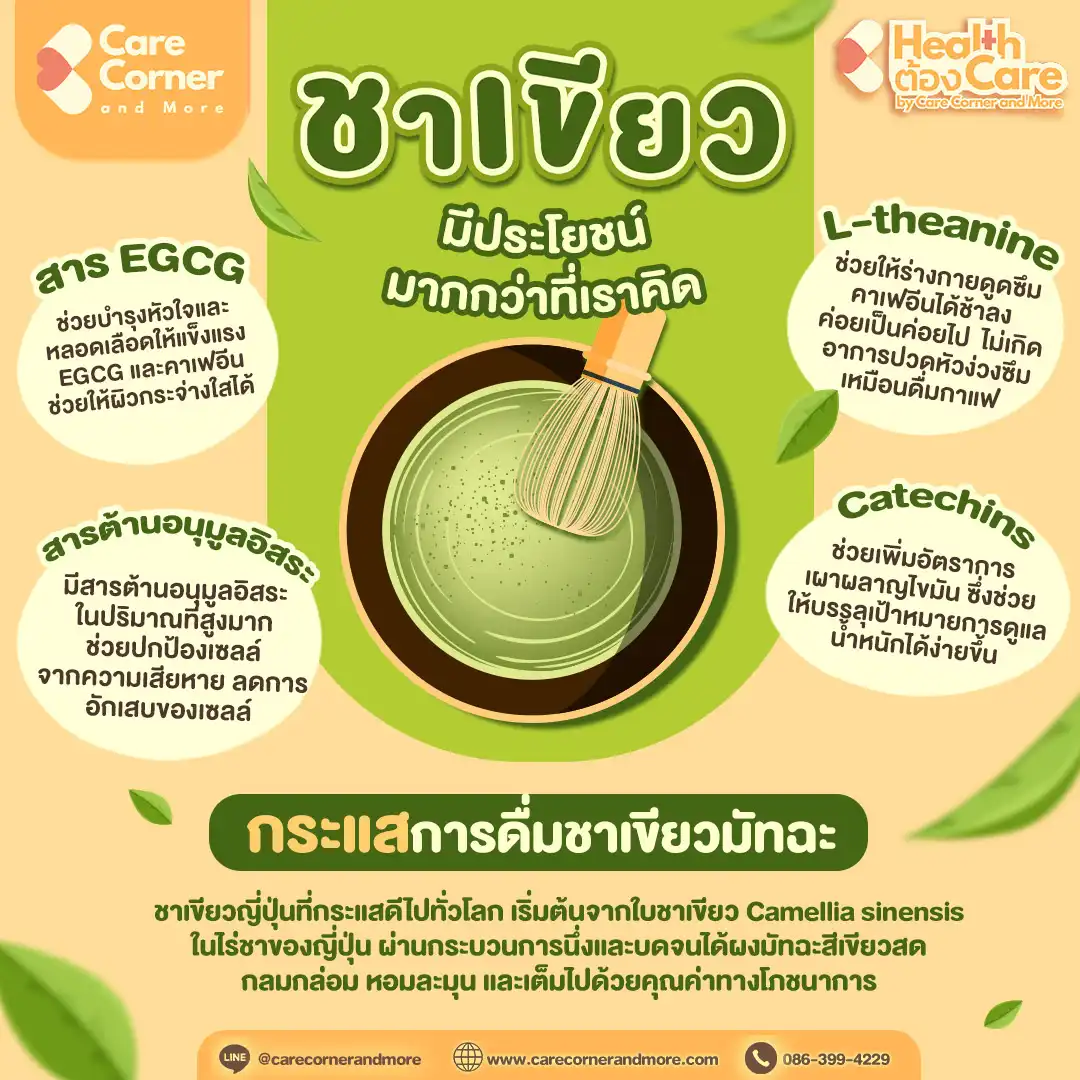 Care
Corner
and More
Health
ต้อง Care
by Care Corner and More
ชาเขียว
มีประโยชน์
มากกว่าที่เราคิด
สาร EGCG
ช่วยบำรุงหัวใจและ
หลอดเลือดให้แข็งแรง
EGCG และคาเฟอีน
ช่วยให้ผิวกระจ่างใสได้
L-theanine
ช่วยให้ร่างกายดูดซึม
คาเฟอีนได้ช้าลง
ค่อยเป็นค่อยไป ไม่เกิด
อาการปวดหัวง่วงซึม
เหมือนดื่มกาแฟ
สารต้านอนุมูลอิสระ
มีสารต้านอนุมูลอิสระ
ในปริมาณที่สูงมาก
ช่วยปกป้องเซลล์
จากความเสียหาย ลดการ
อักเสบของเซลล์
Catechins
ช่วยเพิ่มอัตราการ
เผาผลาญไขมัน ซึ่งช่วย
ให้บรรลุเป้าหมายการดูแล
น้ำหนักได้ง่ายขึ้น
กระแสการดื่มชาเขียวมัทฉะ
ชาเขียวญี่ปุ่นที่กระแสดีไปทั่วโลก เริ่มต้นจากใบชาเขียว Camellia sinensis
ในไร่ชาของญี่ปุ่น ผ่านกระบวนการนึ่งและบดจนได้ผงมัทฉะสีเขียวสด
กลมกล่อม หอมละมุน และเต็มไปด้วยคุณค่าทางโภชนาการ
LINE @carecornerandmore www.carecornerandmore.com 086-399-4229